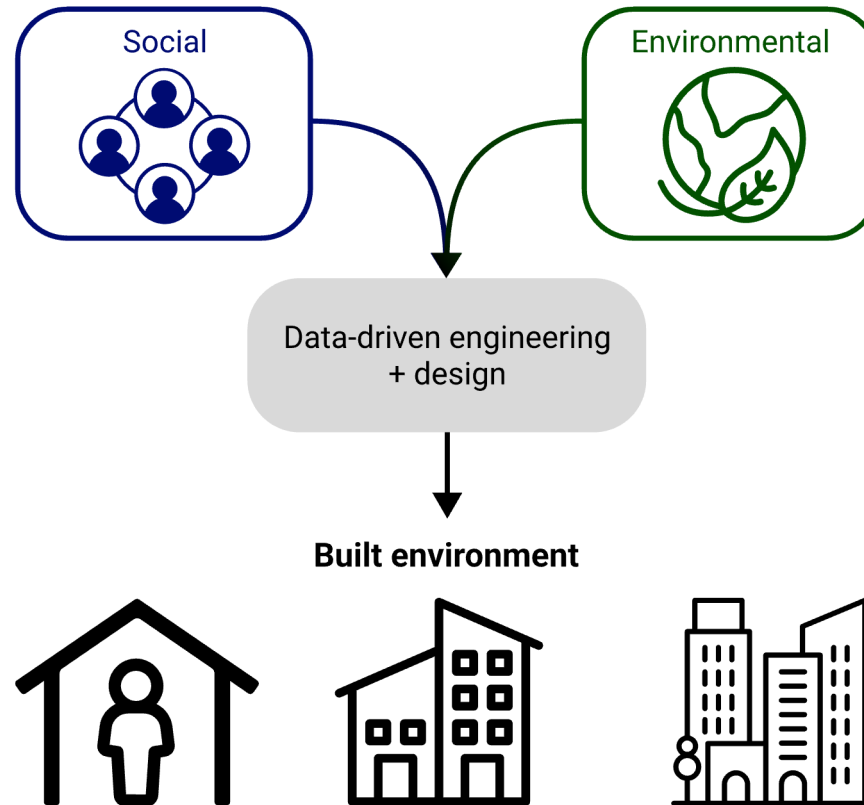 Social
Environmental
Data-driven engineering
+ design
Built environment